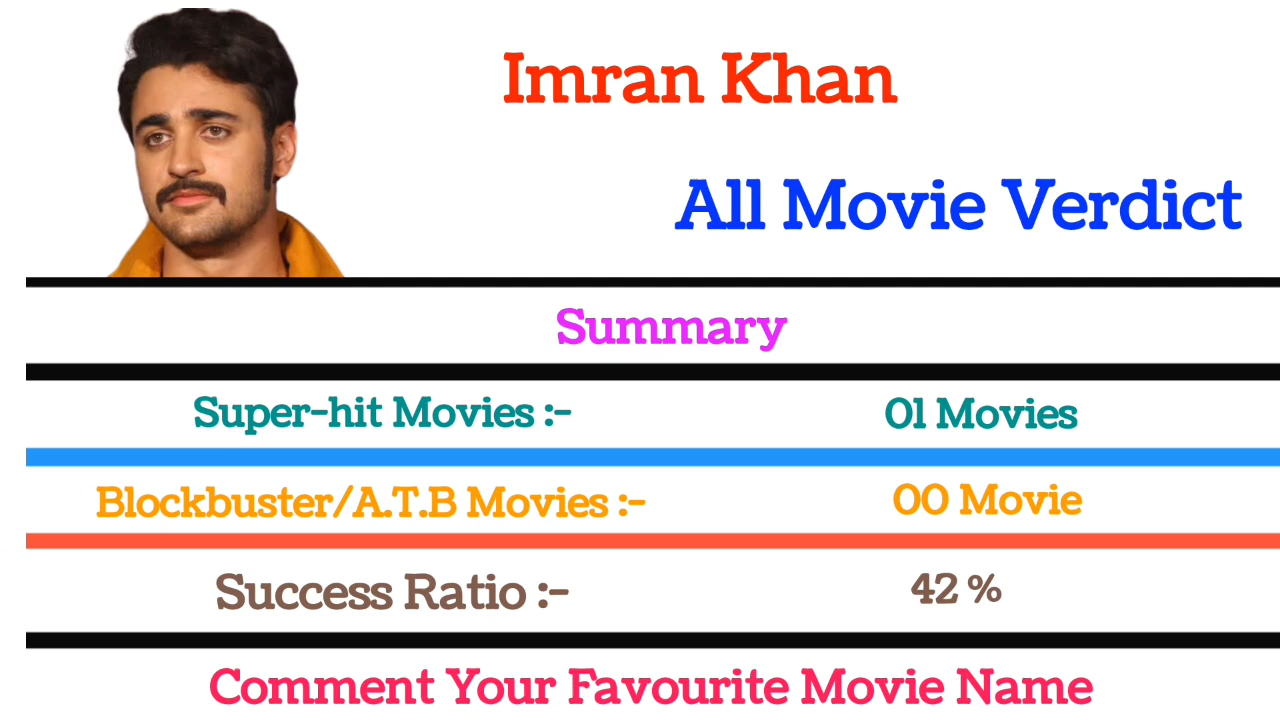 Imran Khan
All Movie Verdict
Summary
Super-hit Movies :- 01 Movies
Blockbuster/A.T.B Movies :- 00 Movie
Success Ratio :- 42 %
Comment Your Favourite Movie Name